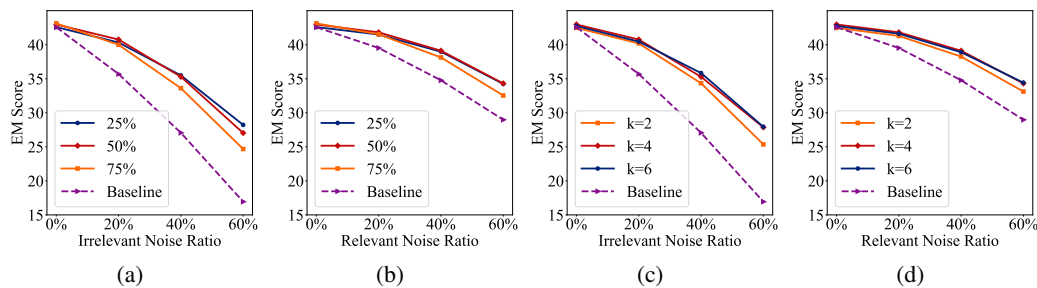 EM Score
40
35
30
25
20
15
25%
50%
75%
Baseline
0%
20%
40%
60%
Irrelevant Noise Ratio
(a)
EM Score
40
35
30
25
20
15
25%
50%
75%
Baseline
0%
20%
40%
60%
Relevant Noise Ratio
(b)
EM Score
40
35
30
25
20
15
k=2
k=4
k=6
Baseline
0%
20%
40%
60%
Irrelevant Noise Ratio
(c)
EM Score
40
35
30
25
20
15
k=2
k=4
k=6
Baseline
0%
20%
40%
60%
Relevant Noise Ratio
(d)